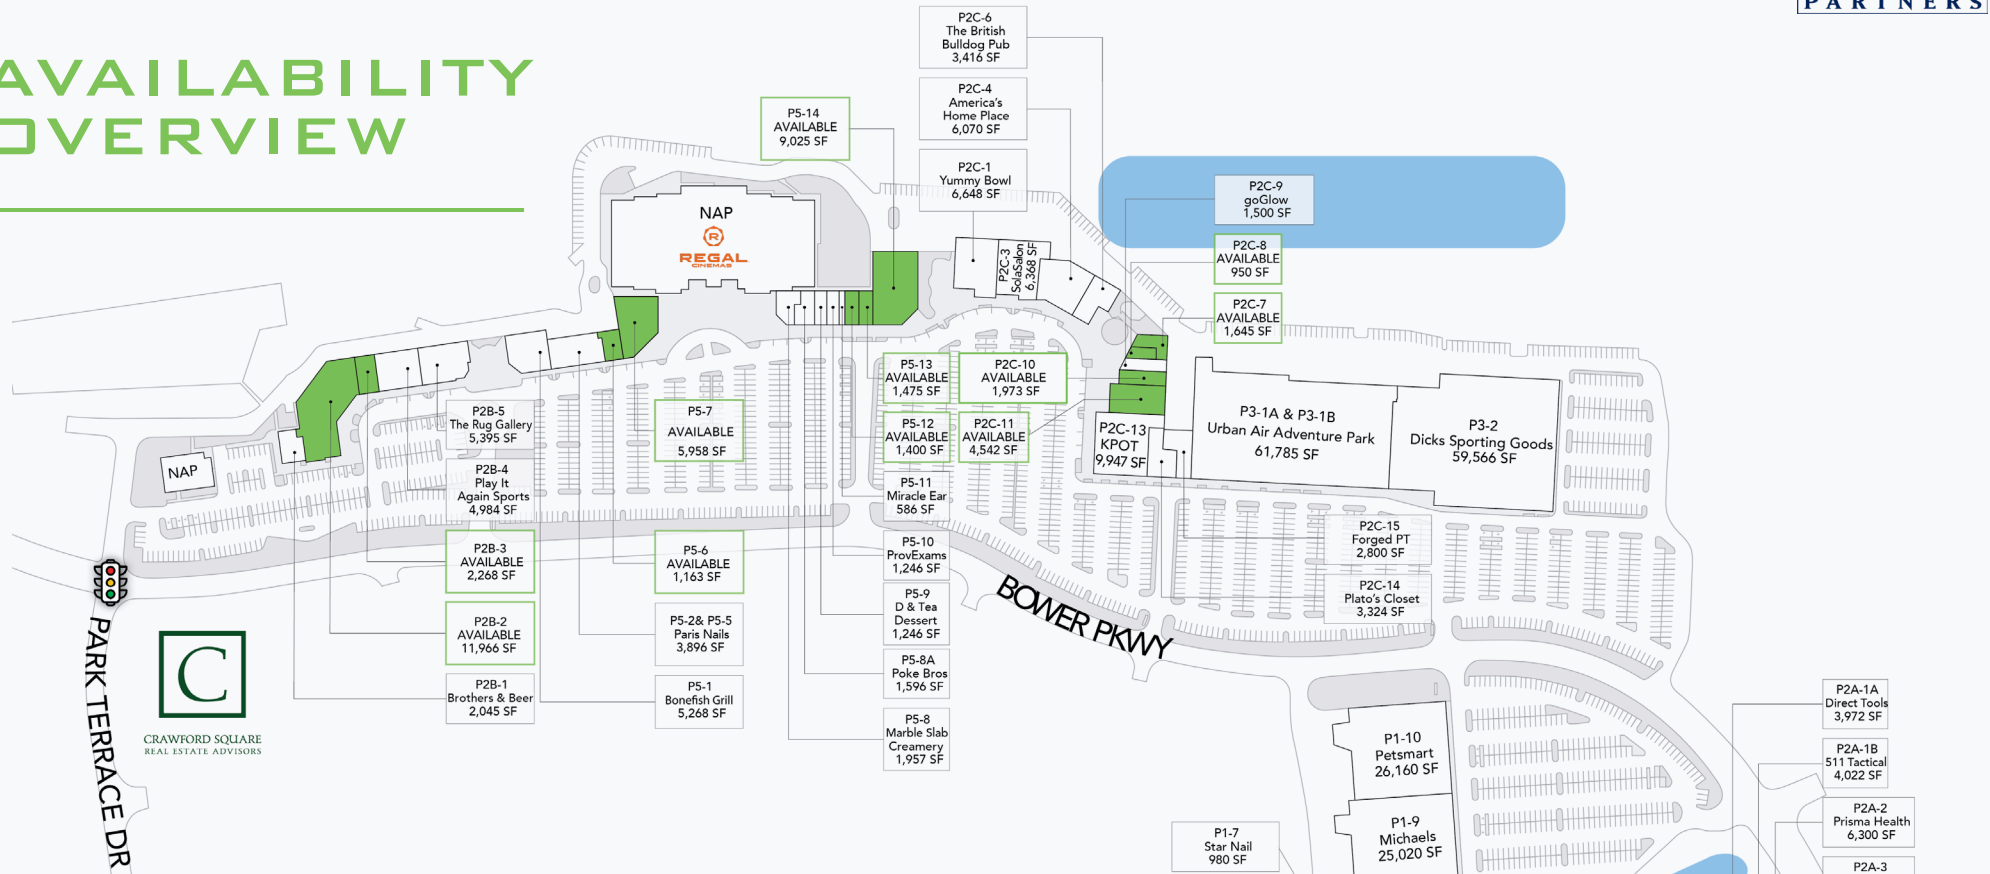 PARTNERS
AVAILABILITY
OVERVIEW
P2C-6
The British
Bulldog Pub
3,416 SF
P2C-4
America's
Home Place
6,070 SF
P5-14
AVAILABLE
9,025 SF
P2C-1
Yummy Bowl
6,648 SF
P2C-9
goGlow
1,500 SF
NAP
R
REGAL
CINEMAS
P2C-3
SolaSalon
6,368 SF
P2C-8
AVAILABLE
950 SF
P2C-7
AVAILABLE
1,645 SF
P5-13
AVAILABLE
1,475 SF
P2C-10
AVAILABLE
1,973 SF
P2B-5
The Rug Gallery
5,395 SF
P5-7
AVAILABLE
5,958 SF
P5-12
AVAILABLE
1,400 SF
P2C-11
AVAILABLE
4,542 SF
P2C-13
KPOT
9,947 SF
P3-1A & P3-1B
Urban Air Adventure Park
61,785 SF
P3-2
Dicks Sporting Goods
59,566 SF
NAP
P2B-4
Play It
Again Sports
4,984 SF
P5-11
Miracle Ear
586 SF
P2C-15
Forged PT
2,800 SF
P2B-3
AVAILABLE
2,268 SF
P5-6
AVAILABLE
1,163 SF
P5-10
ProvExams
1,246 SF
P2C-14
Plato's Closet
3,324 SF
P5-9
D & Tea
Dessert
1,246 SF
BOWER PKWY
P2B-2
AVAILABLE
11,966 SF
P5-2& P5-5
Paris Nails
3,896 SF
P5-8A
Poke Bros
1,596 SF
PARK TERRACE DR
C
CRAWFORD SQUARE
REAL ESTATE ADVISORS
P2B-1
Brothers & Beer
2,045 SF
P5-1
Bonefish Grill
5,268 SF
P5-8
Marble Slab
Creamery
1,957 SF
P2A-1A
Direct Tools
3,972 SF
P1-10
Petsmart
26,160 SF
P2A-1B
511 Tactical
4,022 SF
P2A-2
Prisma Health
6,300 SF
P1-7
Star Nail
980 SF
P1-9
Michaels
25,020 SF
P2A-3